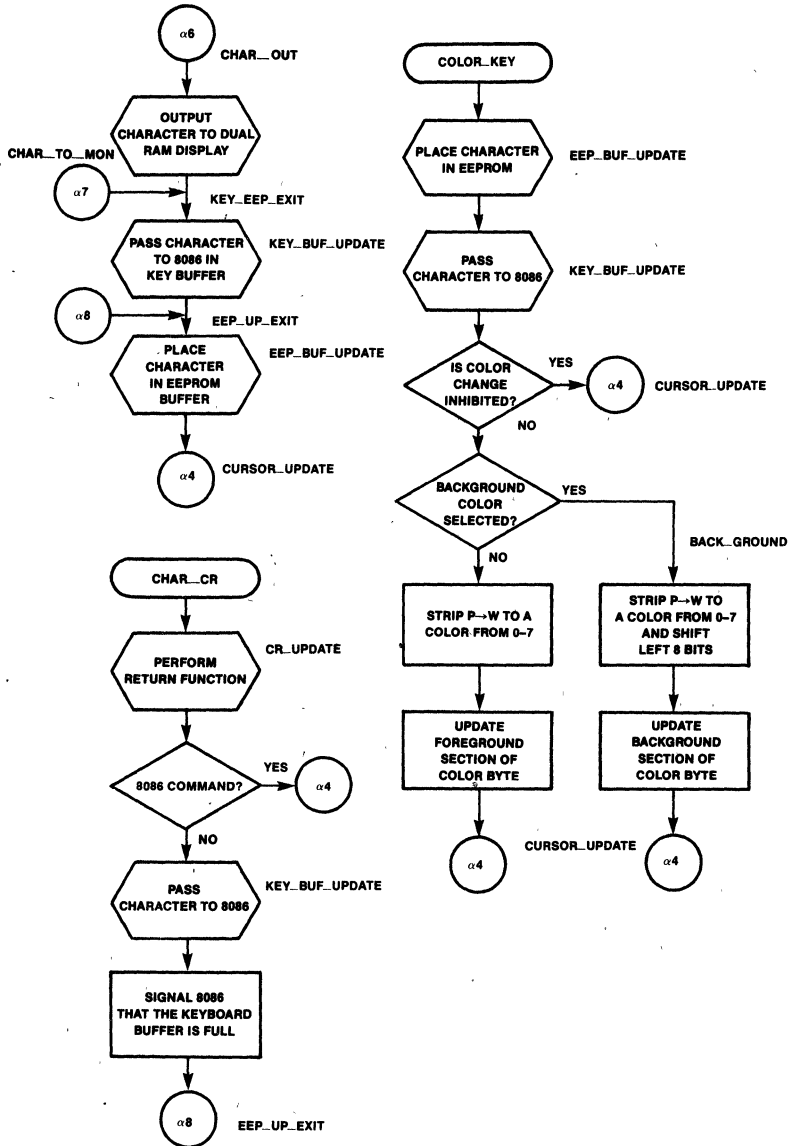 α6
CHAR_OUT
OUTPUT
CHARACTER TO DUAL
RAM DISPLAY
CHAR_TO_MON
α7
KEY_EEP_EXIT
PASS CHARACTER
TO 8086 IN
KEY BUFFER
KEY_BUF_UPDATE
α8
EEP_UP_EXIT
PLACE
CHARACTER
IN EEPROM
BUFFER
EEP_BUF_UPDATE
α4
CURSOR_UPDATE
CHAR_CR
PERFORM
RETURN FUNCTION
CR_UPDATE
8086 COMMAND?
YES
α4
NO
PASS
CHARACTER TO 8086
KEY_BUF_UPDATE
SIGNAL 8086
THAT THE KEYBOARD
BUFFER IS FULL
α8
EEP_UP_EXIT
COLOR_KEY
PLACE CHARACTER
IN EEPROM
EEP_BUF_UPDATE
PASS
CHARACTER TO 8086
KEY_BUF_UPDATE
IS COLOR
CHANGE
INHIBITED?
YES
α4
CURSOR_UPDATE
NO
BACKGROUND
COLOR
SELECTED?
YES
BACK_GROUND
NO
STRIP P→W TO A
COLOR FROM 0–7
STRIP P→W TO
A COLOR FROM 0–7
AND SHIFT
LEFT 8 BITS
UPDATE
FOREGROUND
SECTION OF
COLOR BYTE
UPDATE
BACKGROUND
SECTION OF
COLOR BYTE
α4
CURSOR_UPDATE
α4